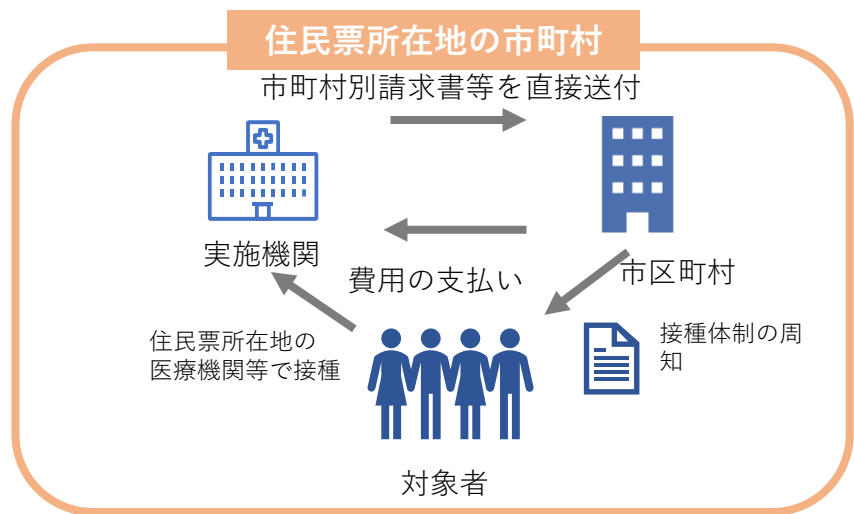 住民票所在地の市町村
市町村別請求書等を直接送付
実施機関
市区町村
費用の支払い
住民票所在地の
医療機関等で接種
接種体制の周
知
対象者